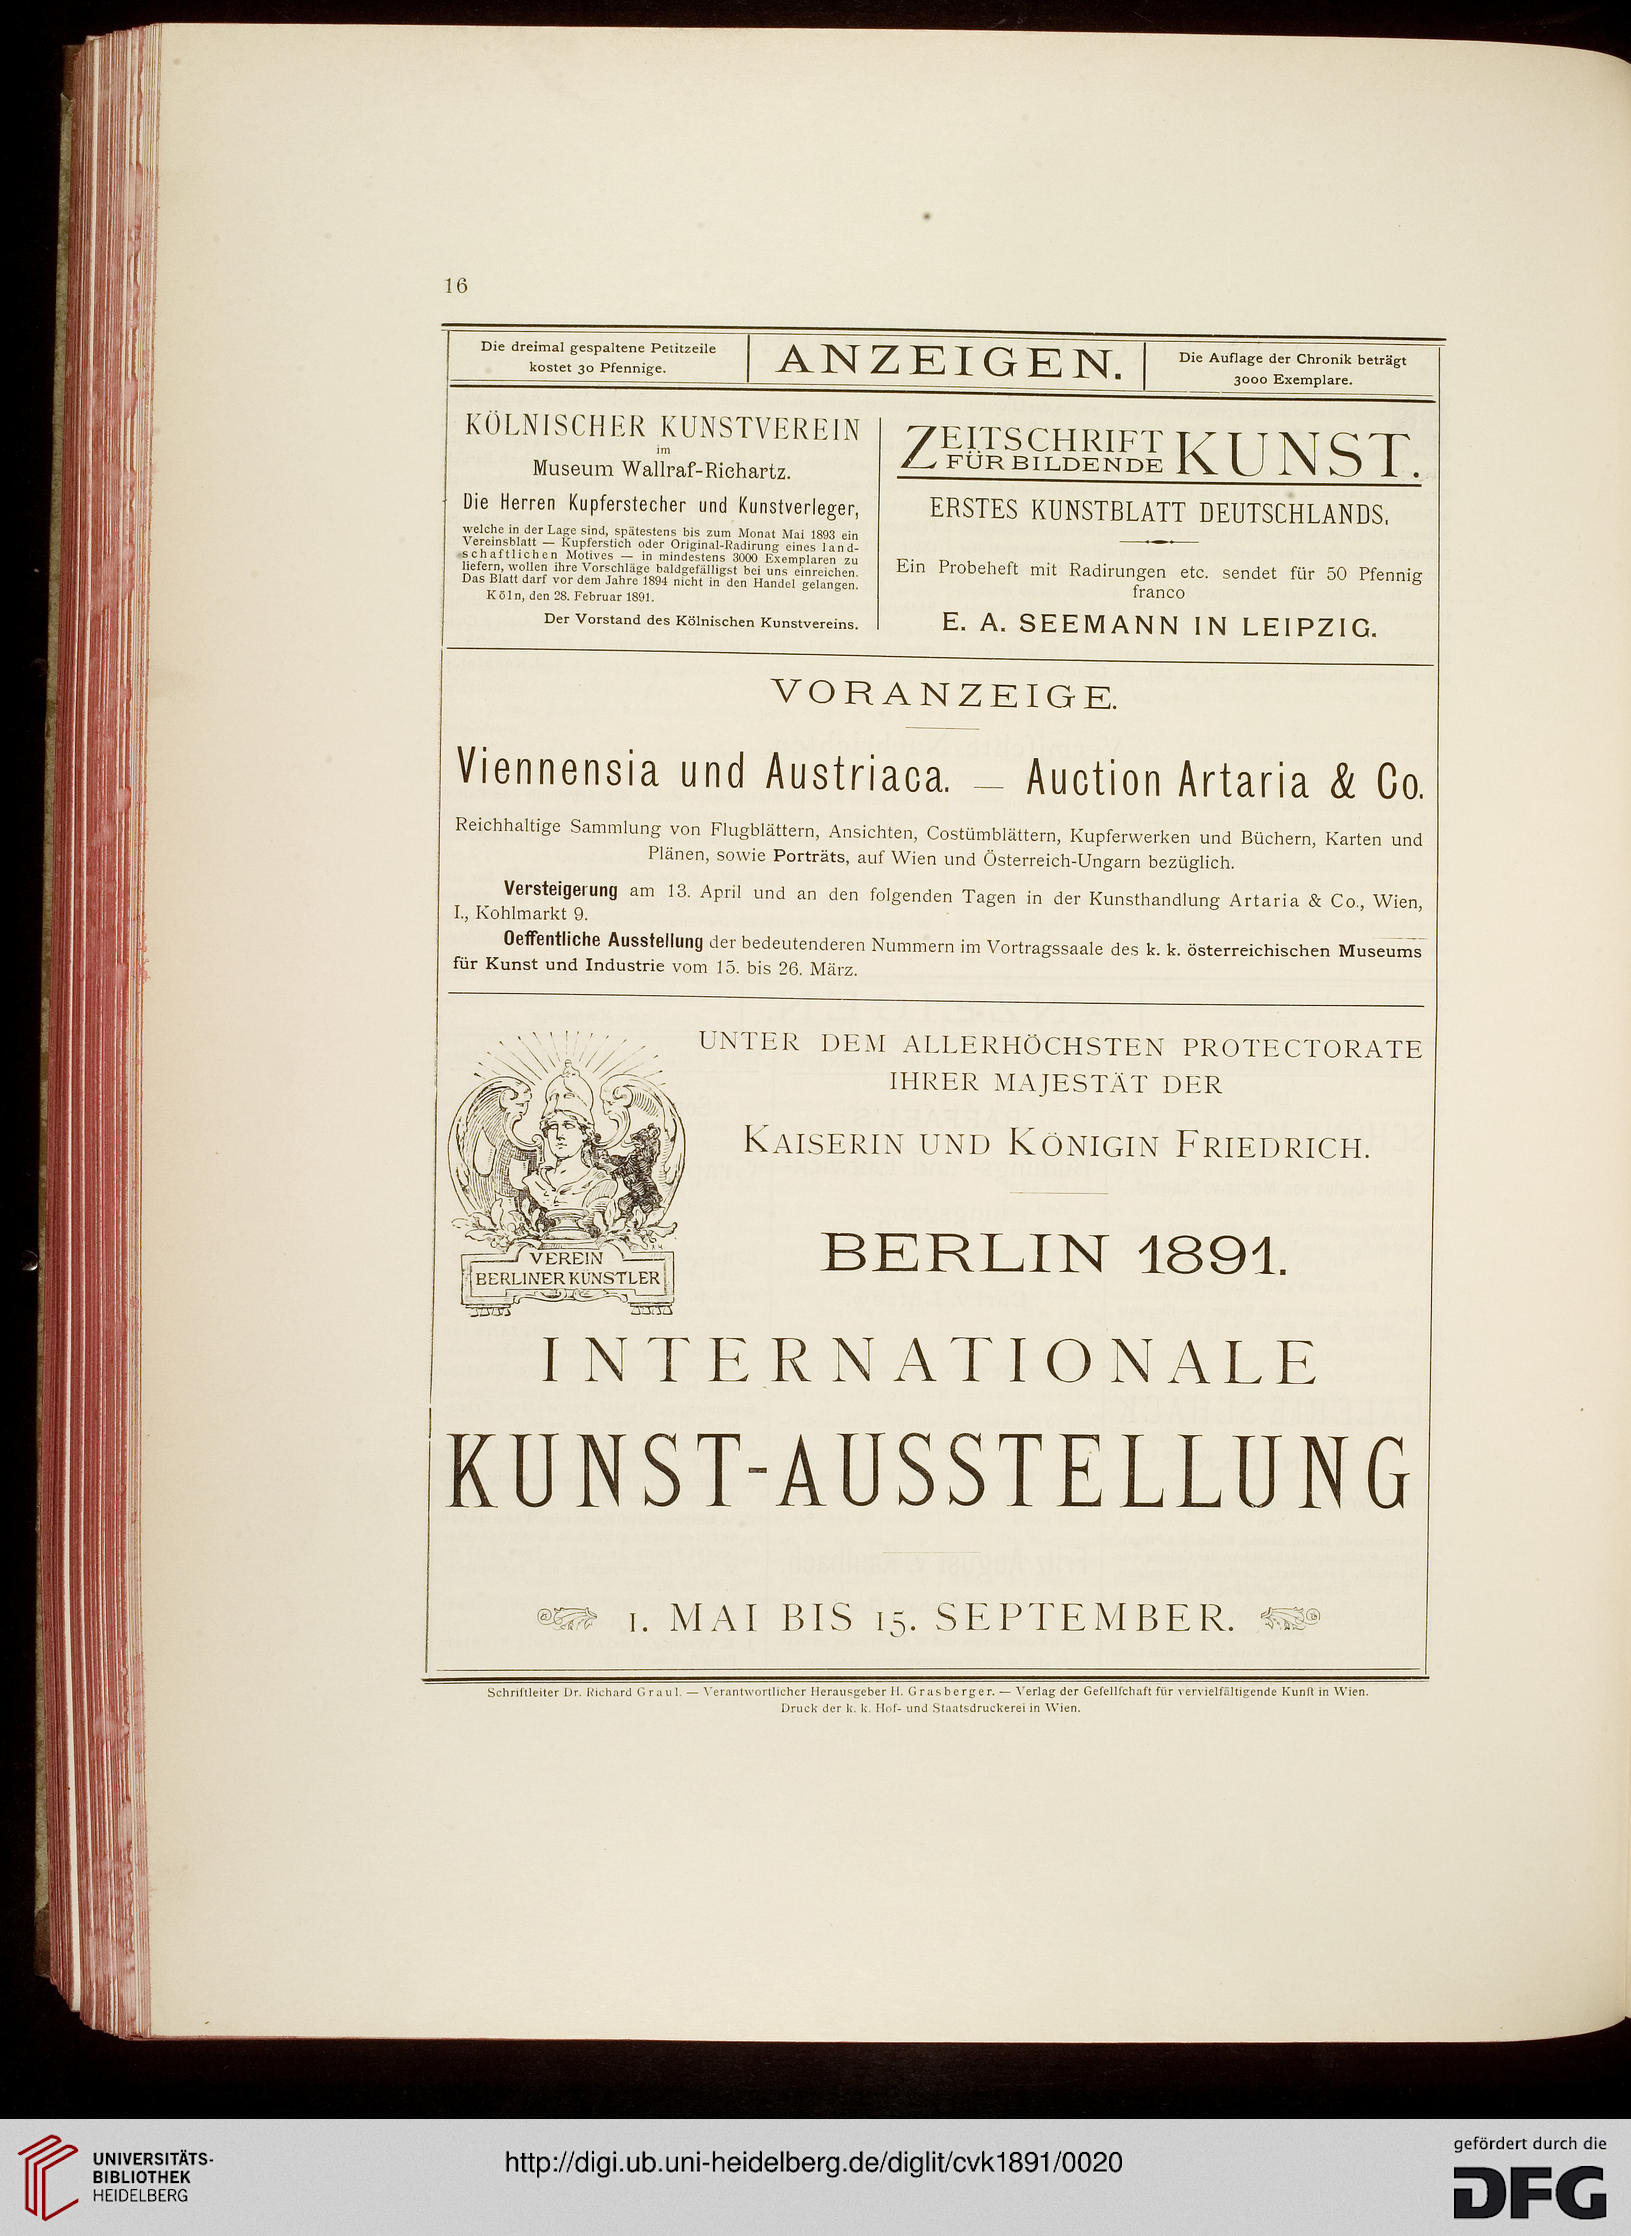 16
Die dreimal gespaltene Petitzeile
kostet 30 Pfennige.
ANZEIGEN.
Die Auflage der Chronik beträgt
3000 Exemplare.
KÖLNISCHER KUNSTVEREIN
im
Museum Wallraf-Richartz.
Die Herren Kupferstecher und Kunstverleger,
welche in der Lage sind, spätestens bis zum Monat Mai 1893 ein
Vereinsblatt — Kupferstich oder Original-Radirung eines land-
schaftlichen Motives — in mindestens 3000 Exemplaren zu
liefern, wollen ihre Vorschläge baldgefälligst bei uns einreichen.
Das Blatt darf vor dem Jahre 1894 nicht in den Handel gelangen.
Köln, den 28. Februar 1891.
Der Vorstand des Kölnischen Kunstvereins.
ZEITSCHRIFT
FÜR BILDENDE KUNST.
ERSTES KUNSTBLATT DEUTSCHLANDS.
Ein Probeheft mit Radirungen etc. sendet für 50 Pfennig
franco
E. A. SEEMANN IN LEIPZIG.
VORANZEIGE.
Viennensia und Austriaca. — Auction Artaria & Co.
Reichhaltige Sammlung von Flugblättern, Ansichten, Costümblättern, Kupferwerken und Büchern, Karten und
Plänen, sowie Porträts, auf Wien und Österreich-Ungarn bezüglich.
Versteigerung am 13. April und an den folgenden Tagen in der Kunsthandlung Artaria & Co., Wien,
I., Kohlmarkt 9.
Oeffentliche Ausstellung der bedeutenderen Nummern im Vortragssaale des k. k. österreichischen Museums
für Kunst und Industrie vom 15. bis 26. März.
UNTER DEM ALLERHÖCHSTEN PROTECTORATE
IHRER MAJESTÄT DER
KAISERIN UND KÖNIGIN FRIEDRICH.
VEREIN
BERLINER KÜNSTLER
BERLIN 1891.
INTERNATIONALE
KUNST-AUSSTELLUNG
1. MAI BIS 15. SEPTEMBER.
Schriftleiter Dr. Richard Graul. — Verantwortlicher Herausgeber H. Grasberger. — Verlag der Geſellſchaft für vervielfältigende Kunſt in Wien.
Druck der k. k. Hof- und Staatsdruckerei in Wien.
UNIVERSITÄTS-
BIBLIOTHEK
HEIDELBERG
http://digi.ub.uni-heidelberg.de/diglit/cvk1891/0020
gefördert durch die
DFG